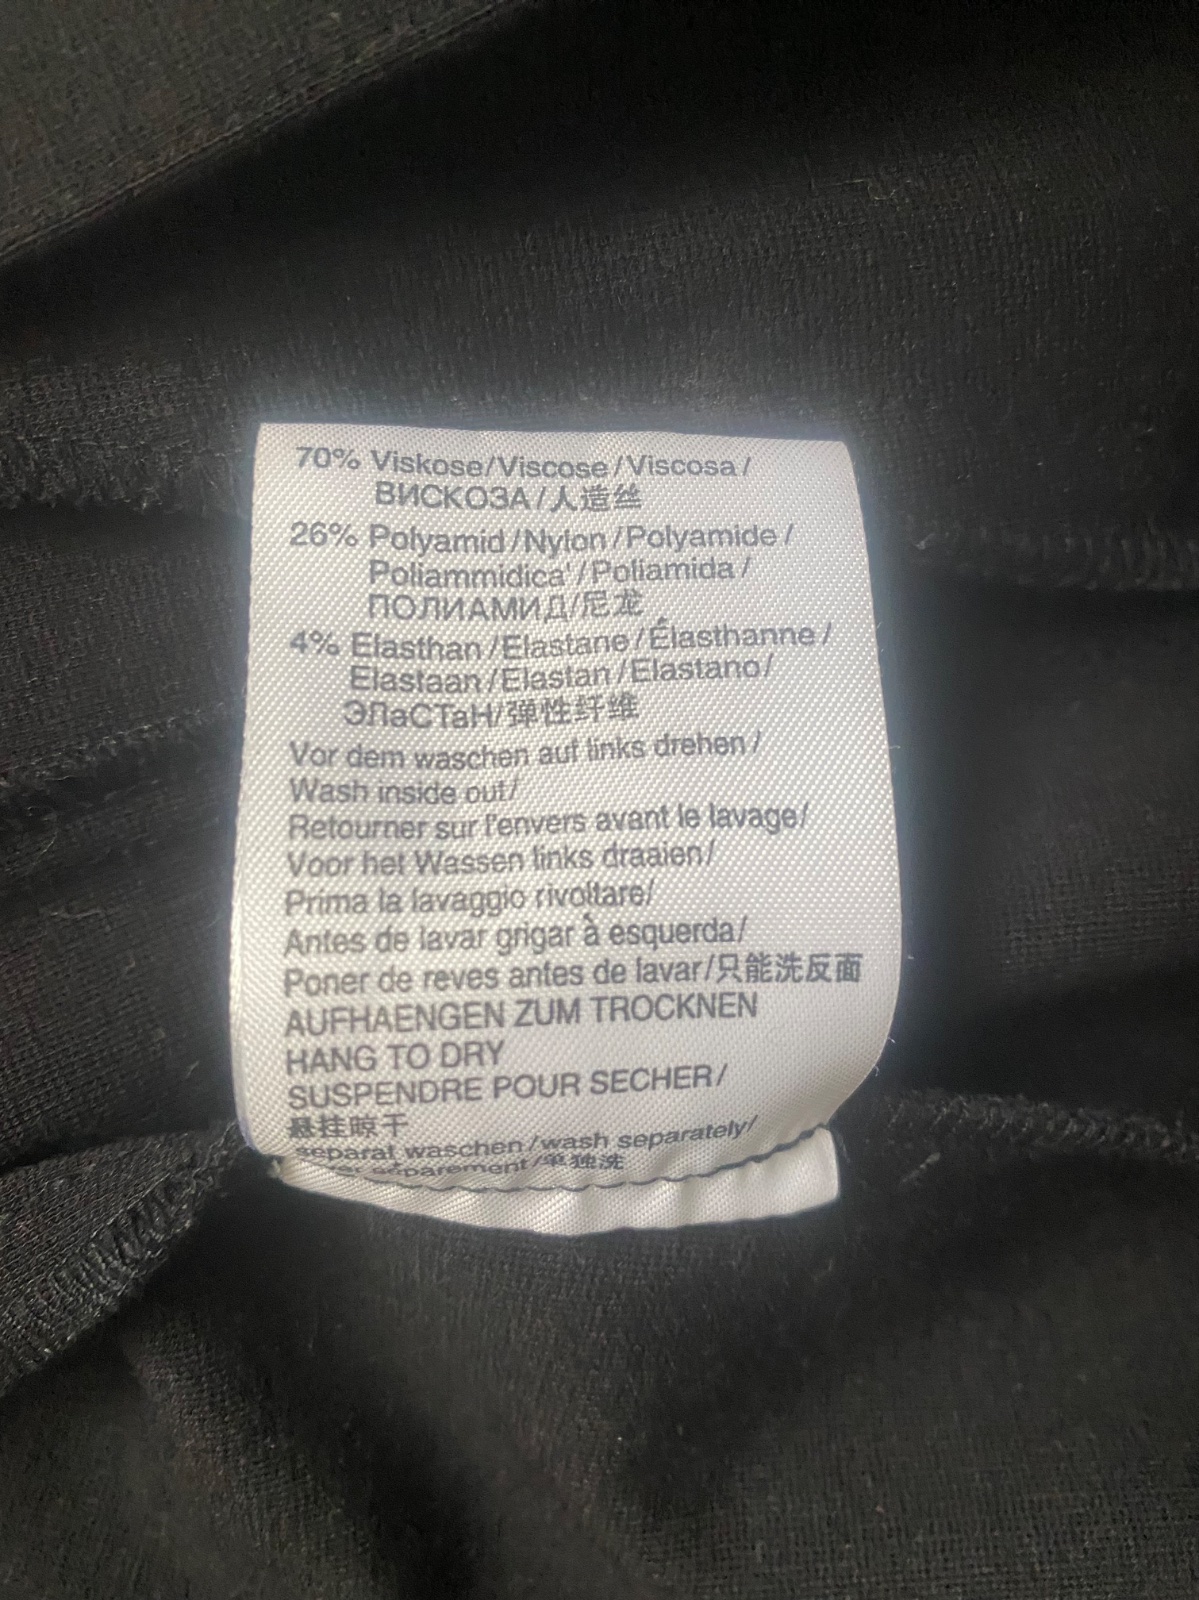 70% Viskose/Viscose/Viscosa/
ВИСКОЗА/人造丝
26% Polyamid/Nylon/Polyamide/
Poliammidica'/Poliamida/
ПОЛИАМИД/尼龙
4% Elasthan/Elastane/Élasthanne/
Elastaan/Elastan/Elastano/
ЭЛаСТаН/弹性纤维
Vor dem waschen auf links drehen/
Wash inside out/
Retourner sur l'envers avant le lavage/
Voor het Wassen links draaien/
Prima la lavaggio rivoltare/
Antes de lavar grigar à esquerda/
Poner de reves antes de lavar/只能洗反面
AUFHAENGEN ZUM TROCKNEN
HANG TO DRY
SUSPENDRE POUR SECHER/
悬挂晾干
separat waschen/wash separately/
séparement/单独洗